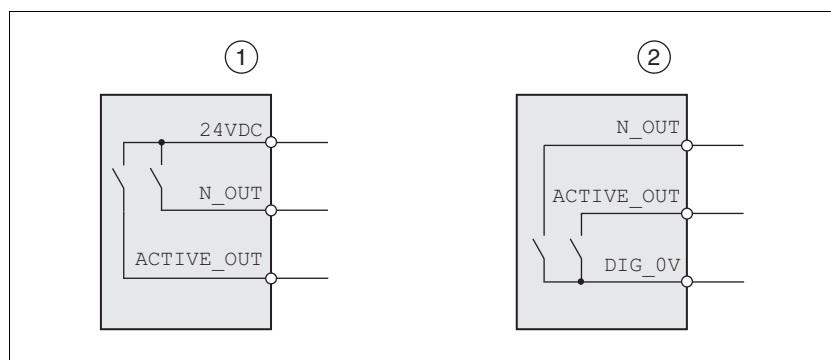 1
24VDC
N_OUT
ACTIVE_OUT
2
N_OUT
ACTIVE_OUT
DIG_0V